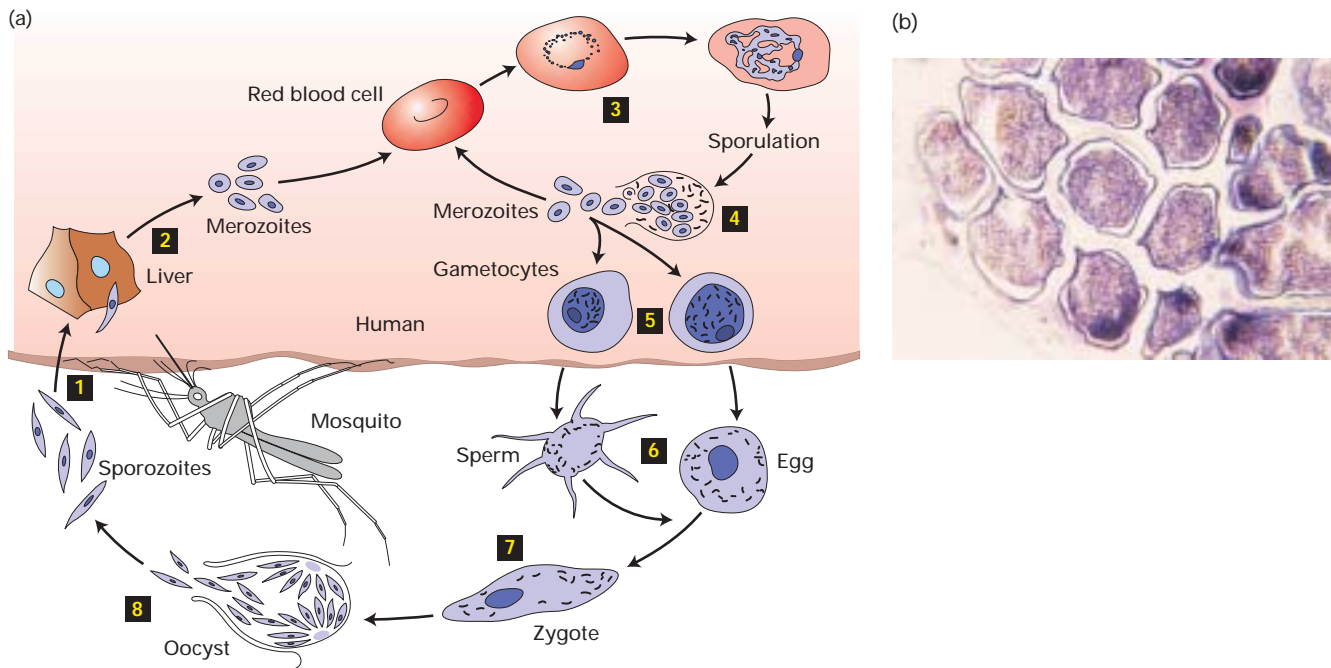 (a)
(b)
Red blood cell
3
Sporulation
Merozoites
Merozoites
4
2
Liver
Gametocytes
5
Human
1
Mosquito
Sporozoites
Sperm
6
Egg
7
Zygote
8
Oocyst